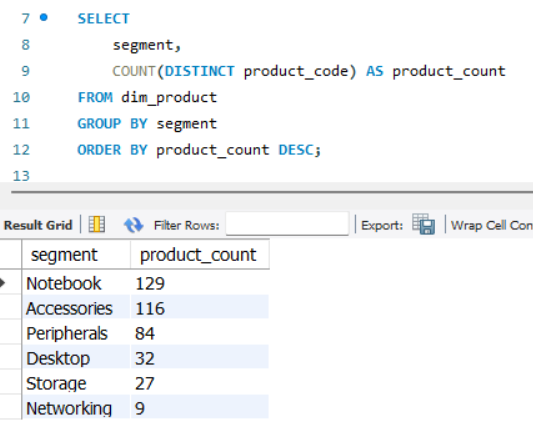 7 SELECT
8 segment,
9 COUNT(DISTINCT product_code) AS product_count
10 FROM dim_product
11 GROUP BY segment
12 ORDER BY product_count DESC;
13
Result Grid Filter Rows: Export: Wrap Cell Con
segment product_count
Notebook 129
Accessories 116
Peripherals 84
Desktop 32
Storage 27
Networking 9